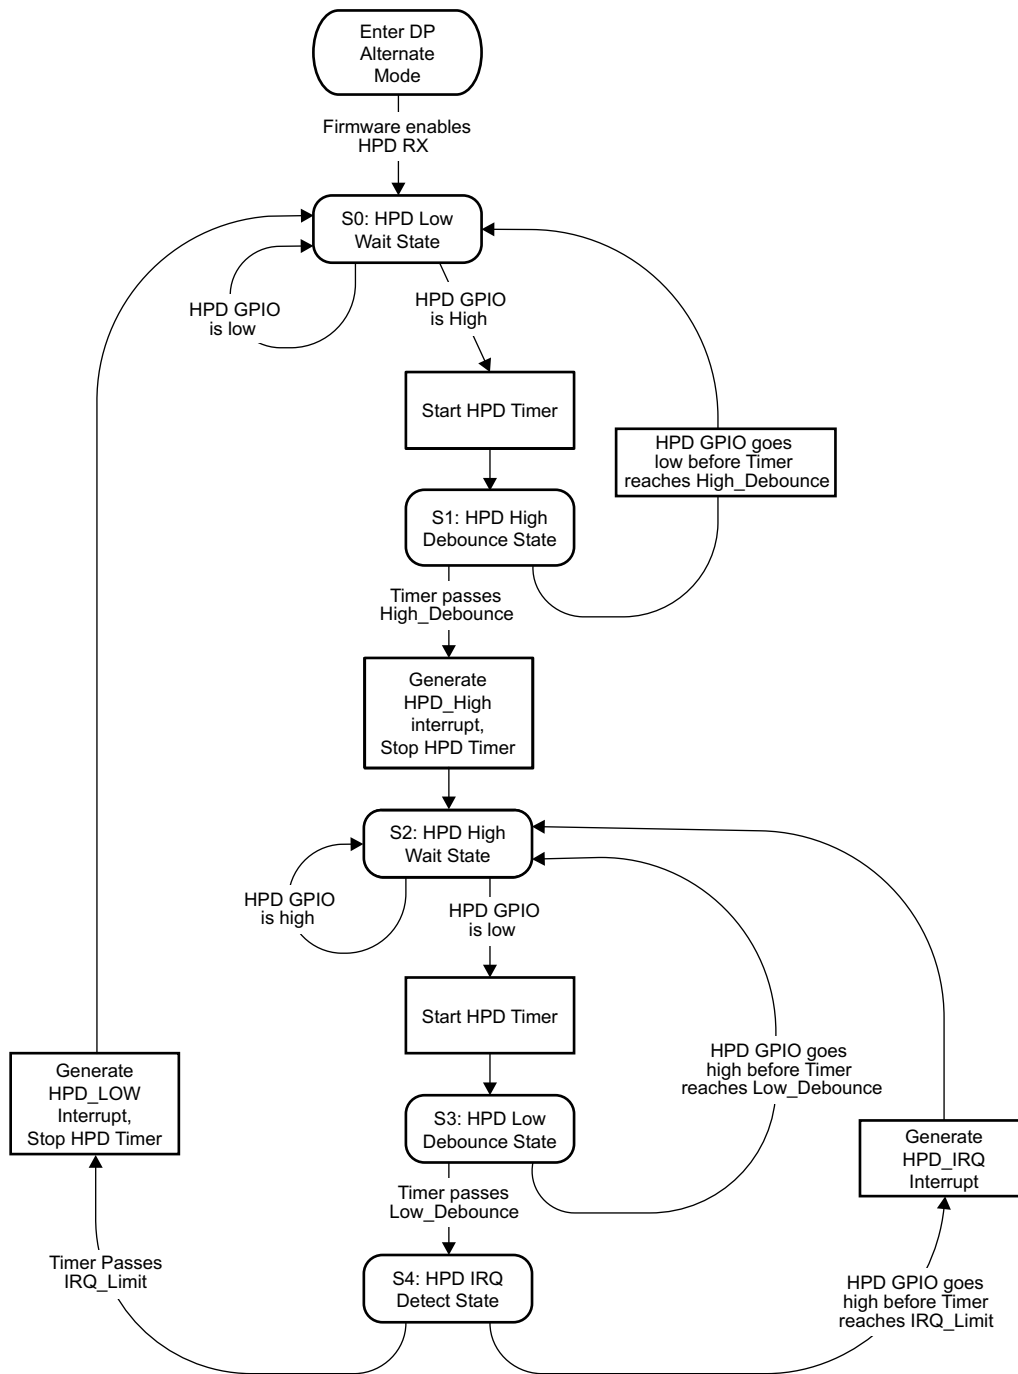 Enter DP
Alternate
Mode
Firmware enables
HPD RX
S0: HPD Low
Wait State
HPD GPIO
is low
HPD GPIO
is High
Start HPD Timer
HPD GPIO goes
low before Timer
reaches High_Debounce
S1: HPD High
Debounce State
Timer passes
High_Debounce
Generate
HPD_High
interrupt,
Stop HPD Timer
S2: HPD High
Wait State
HPD GPIO
is high
HPD GPIO
is low
Start HPD Timer
HPD GPIO goes
high before Timer
reaches Low_Debounce
Generate
HPD_LOW
Interrupt,
Stop HPD Timer
S3: HPD Low
Debounce State
Generate
HPD_IRQ
Interrupt
Timer passes
Low_Debounce
Timer Passes
IRQ_Limit
S4: HPD IRQ
Detect State
HPD GPIO goes
high before Timer
reaches IRQ_Limit